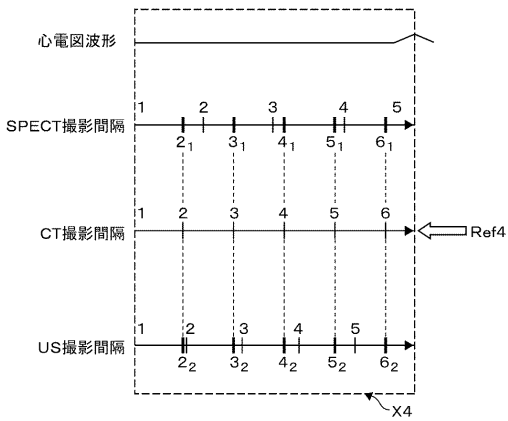 心電図波形
1 2 3 4 5
SPECT撮影間隔
2₁ 3₁ 4₁ 5₁ 6₁
1 2 3 4 5 6
CT撮影間隔
Ref4
1 2 3 4 5
US撮影間隔
2₂ 3₂ 4₂ 5₂ 6₂
X4